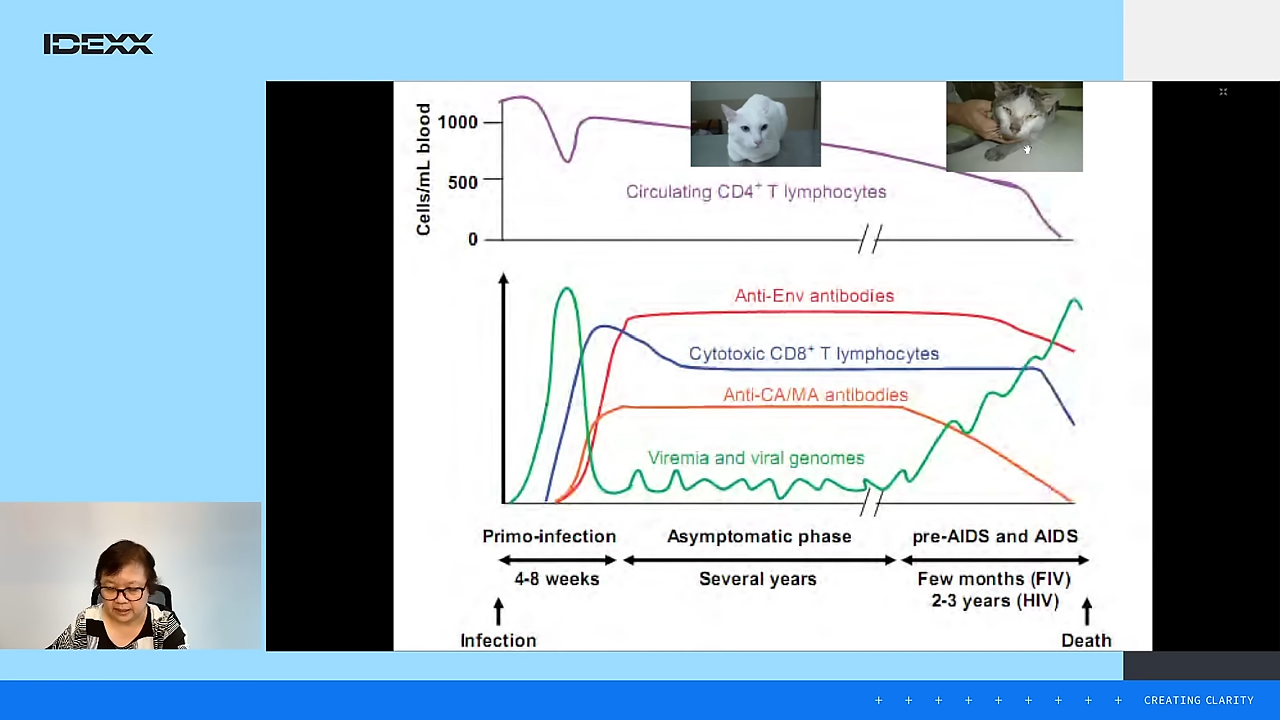 IDEXX
Cells/mL blood
1000
500
0
Circulating CD4+ T lymphocytes
Anti-Env antibodies
Cytotoxic CD8+ T lymphocytes
Anti-CA/MA antibodies
Viremia and viral genomes
Primo-infection
Asymptomatic phase
pre-AIDS and AIDS
4-8 weeks
Several years
Few months (FIV)
2-3 years (HIV)
Infection
Death
CREATING CLARITY